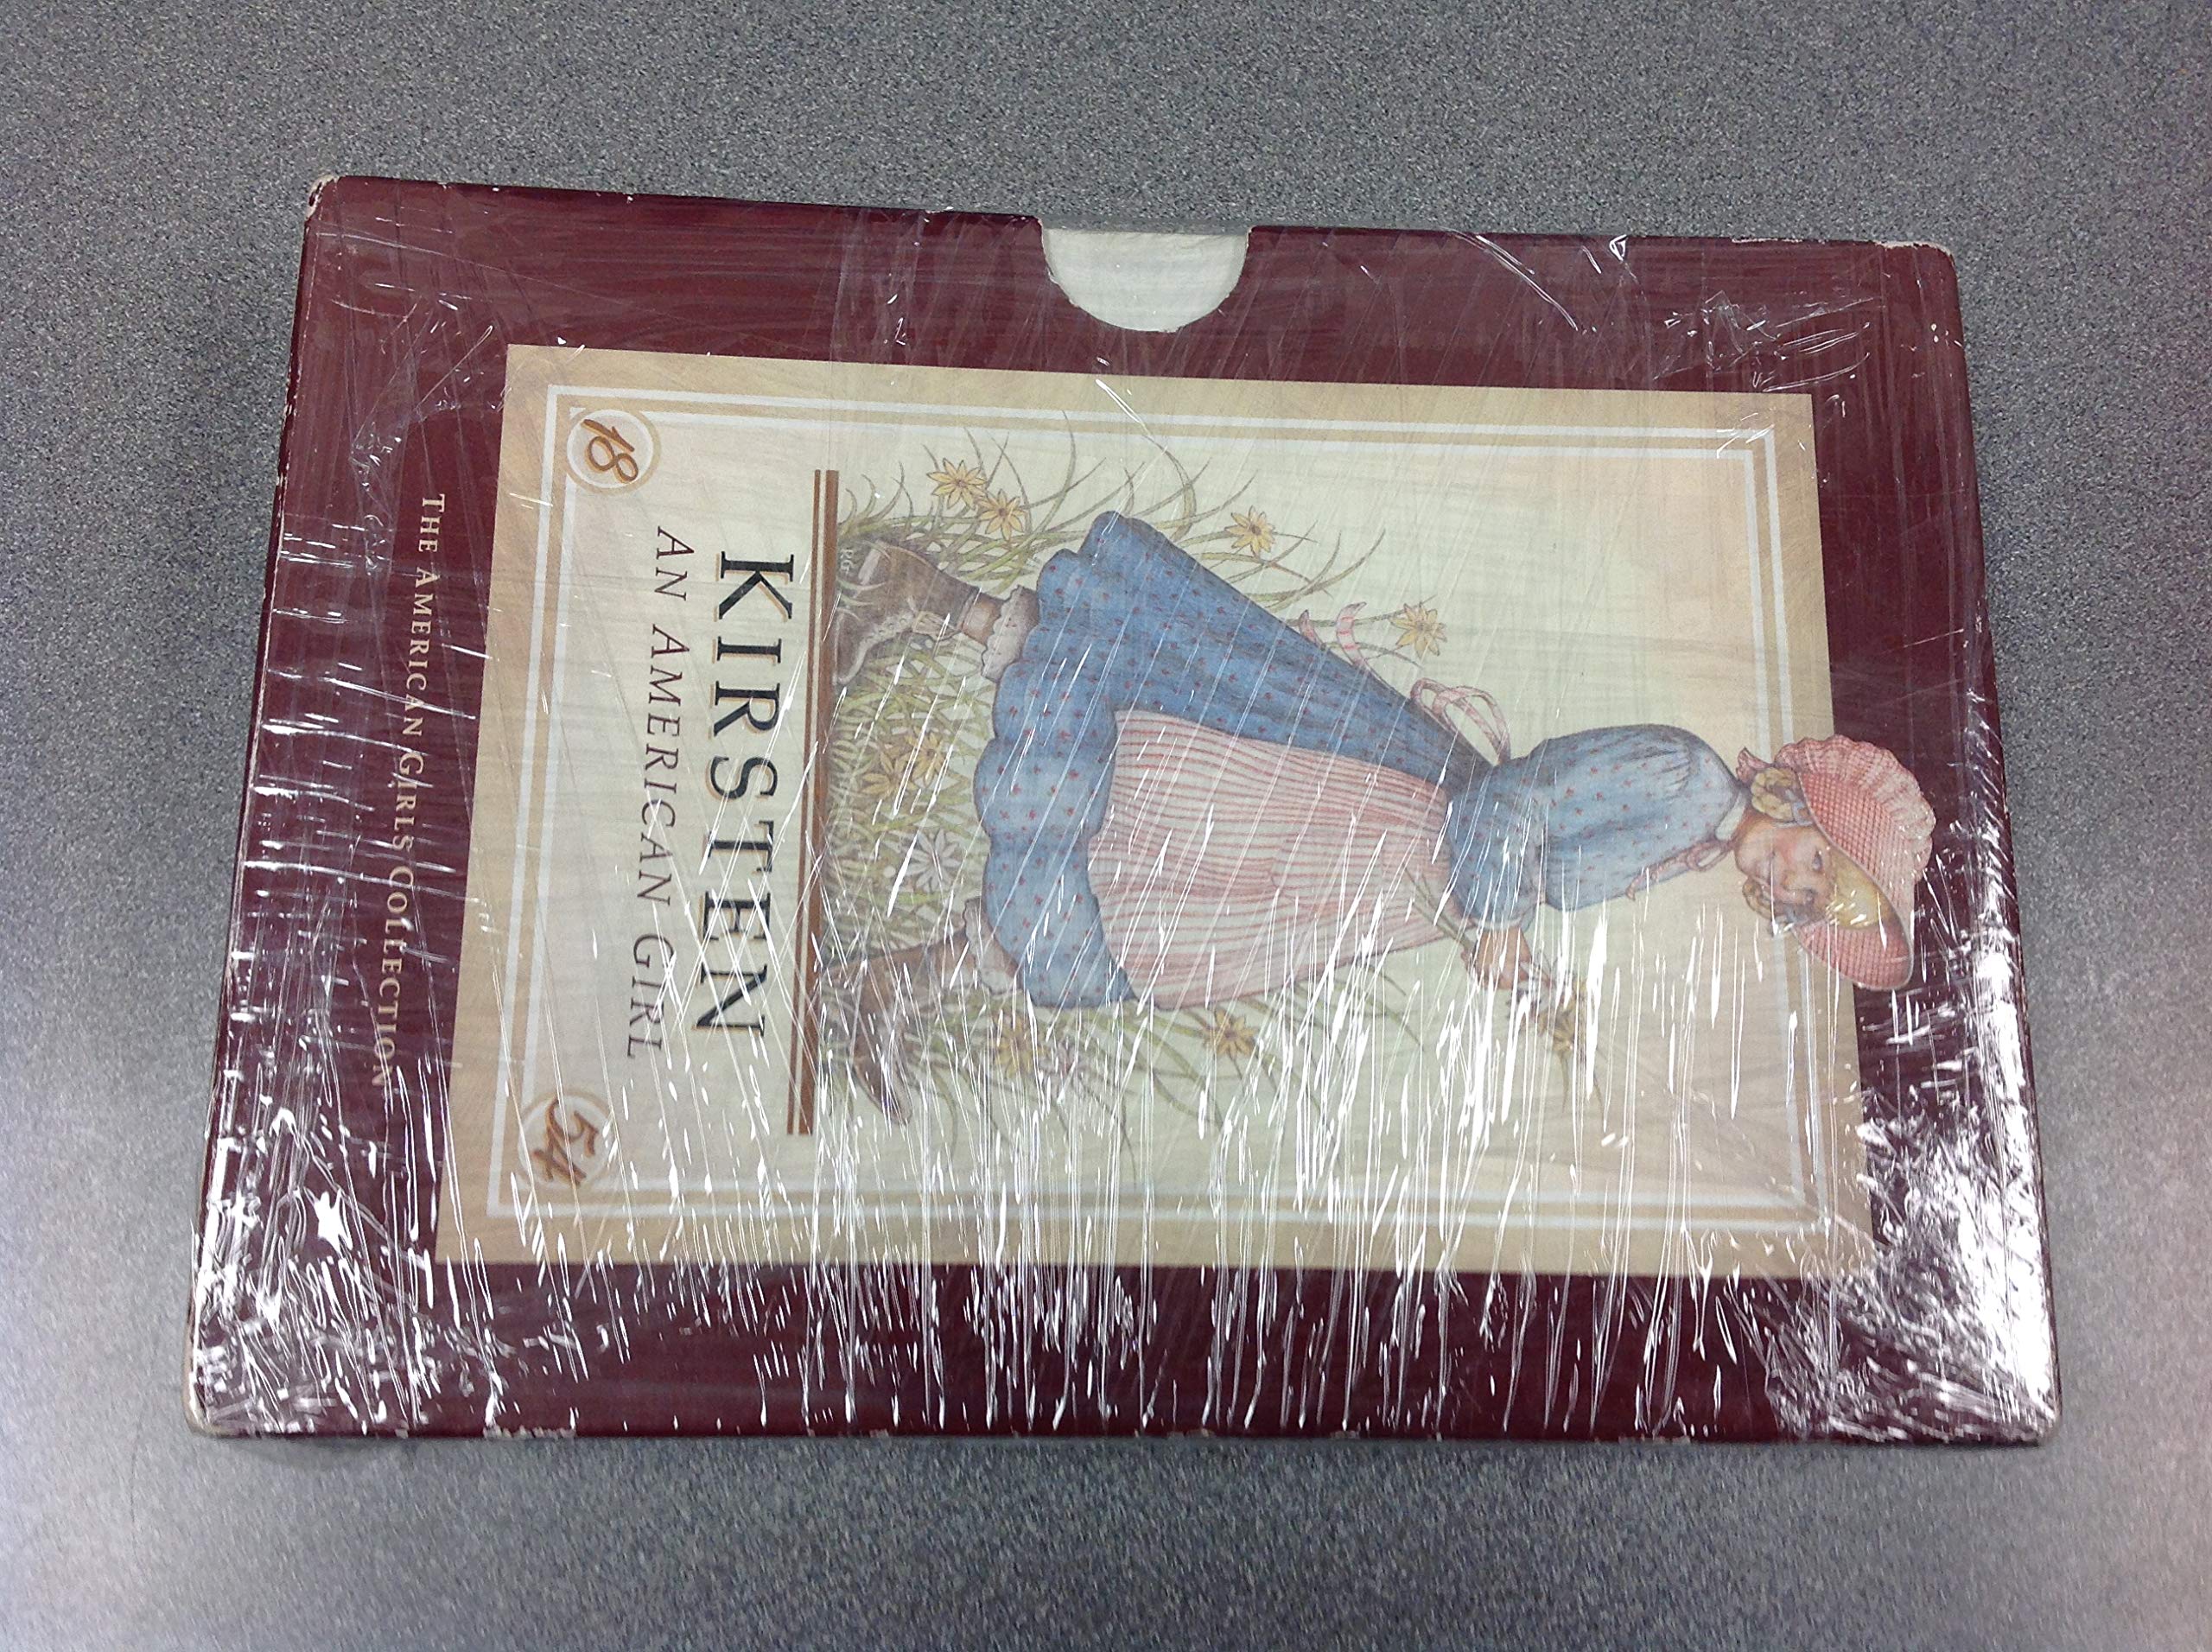 KIRSTEN
AN AMERICAN GIRL
18 54
THE AMERICAN GIRLS COLLECTION